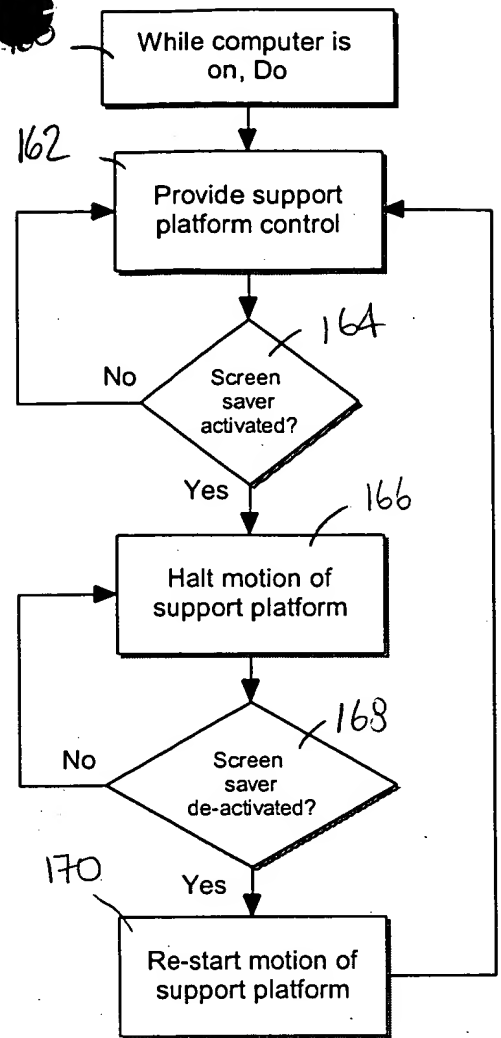 While computer is
on, Do
162
Provide support
platform control
164
No
Screen
saver
activated?
Yes
166
Halt motion of
support platform
168
No
Screen
saver
de-activated?
170
Yes
Re-start motion of
support platform